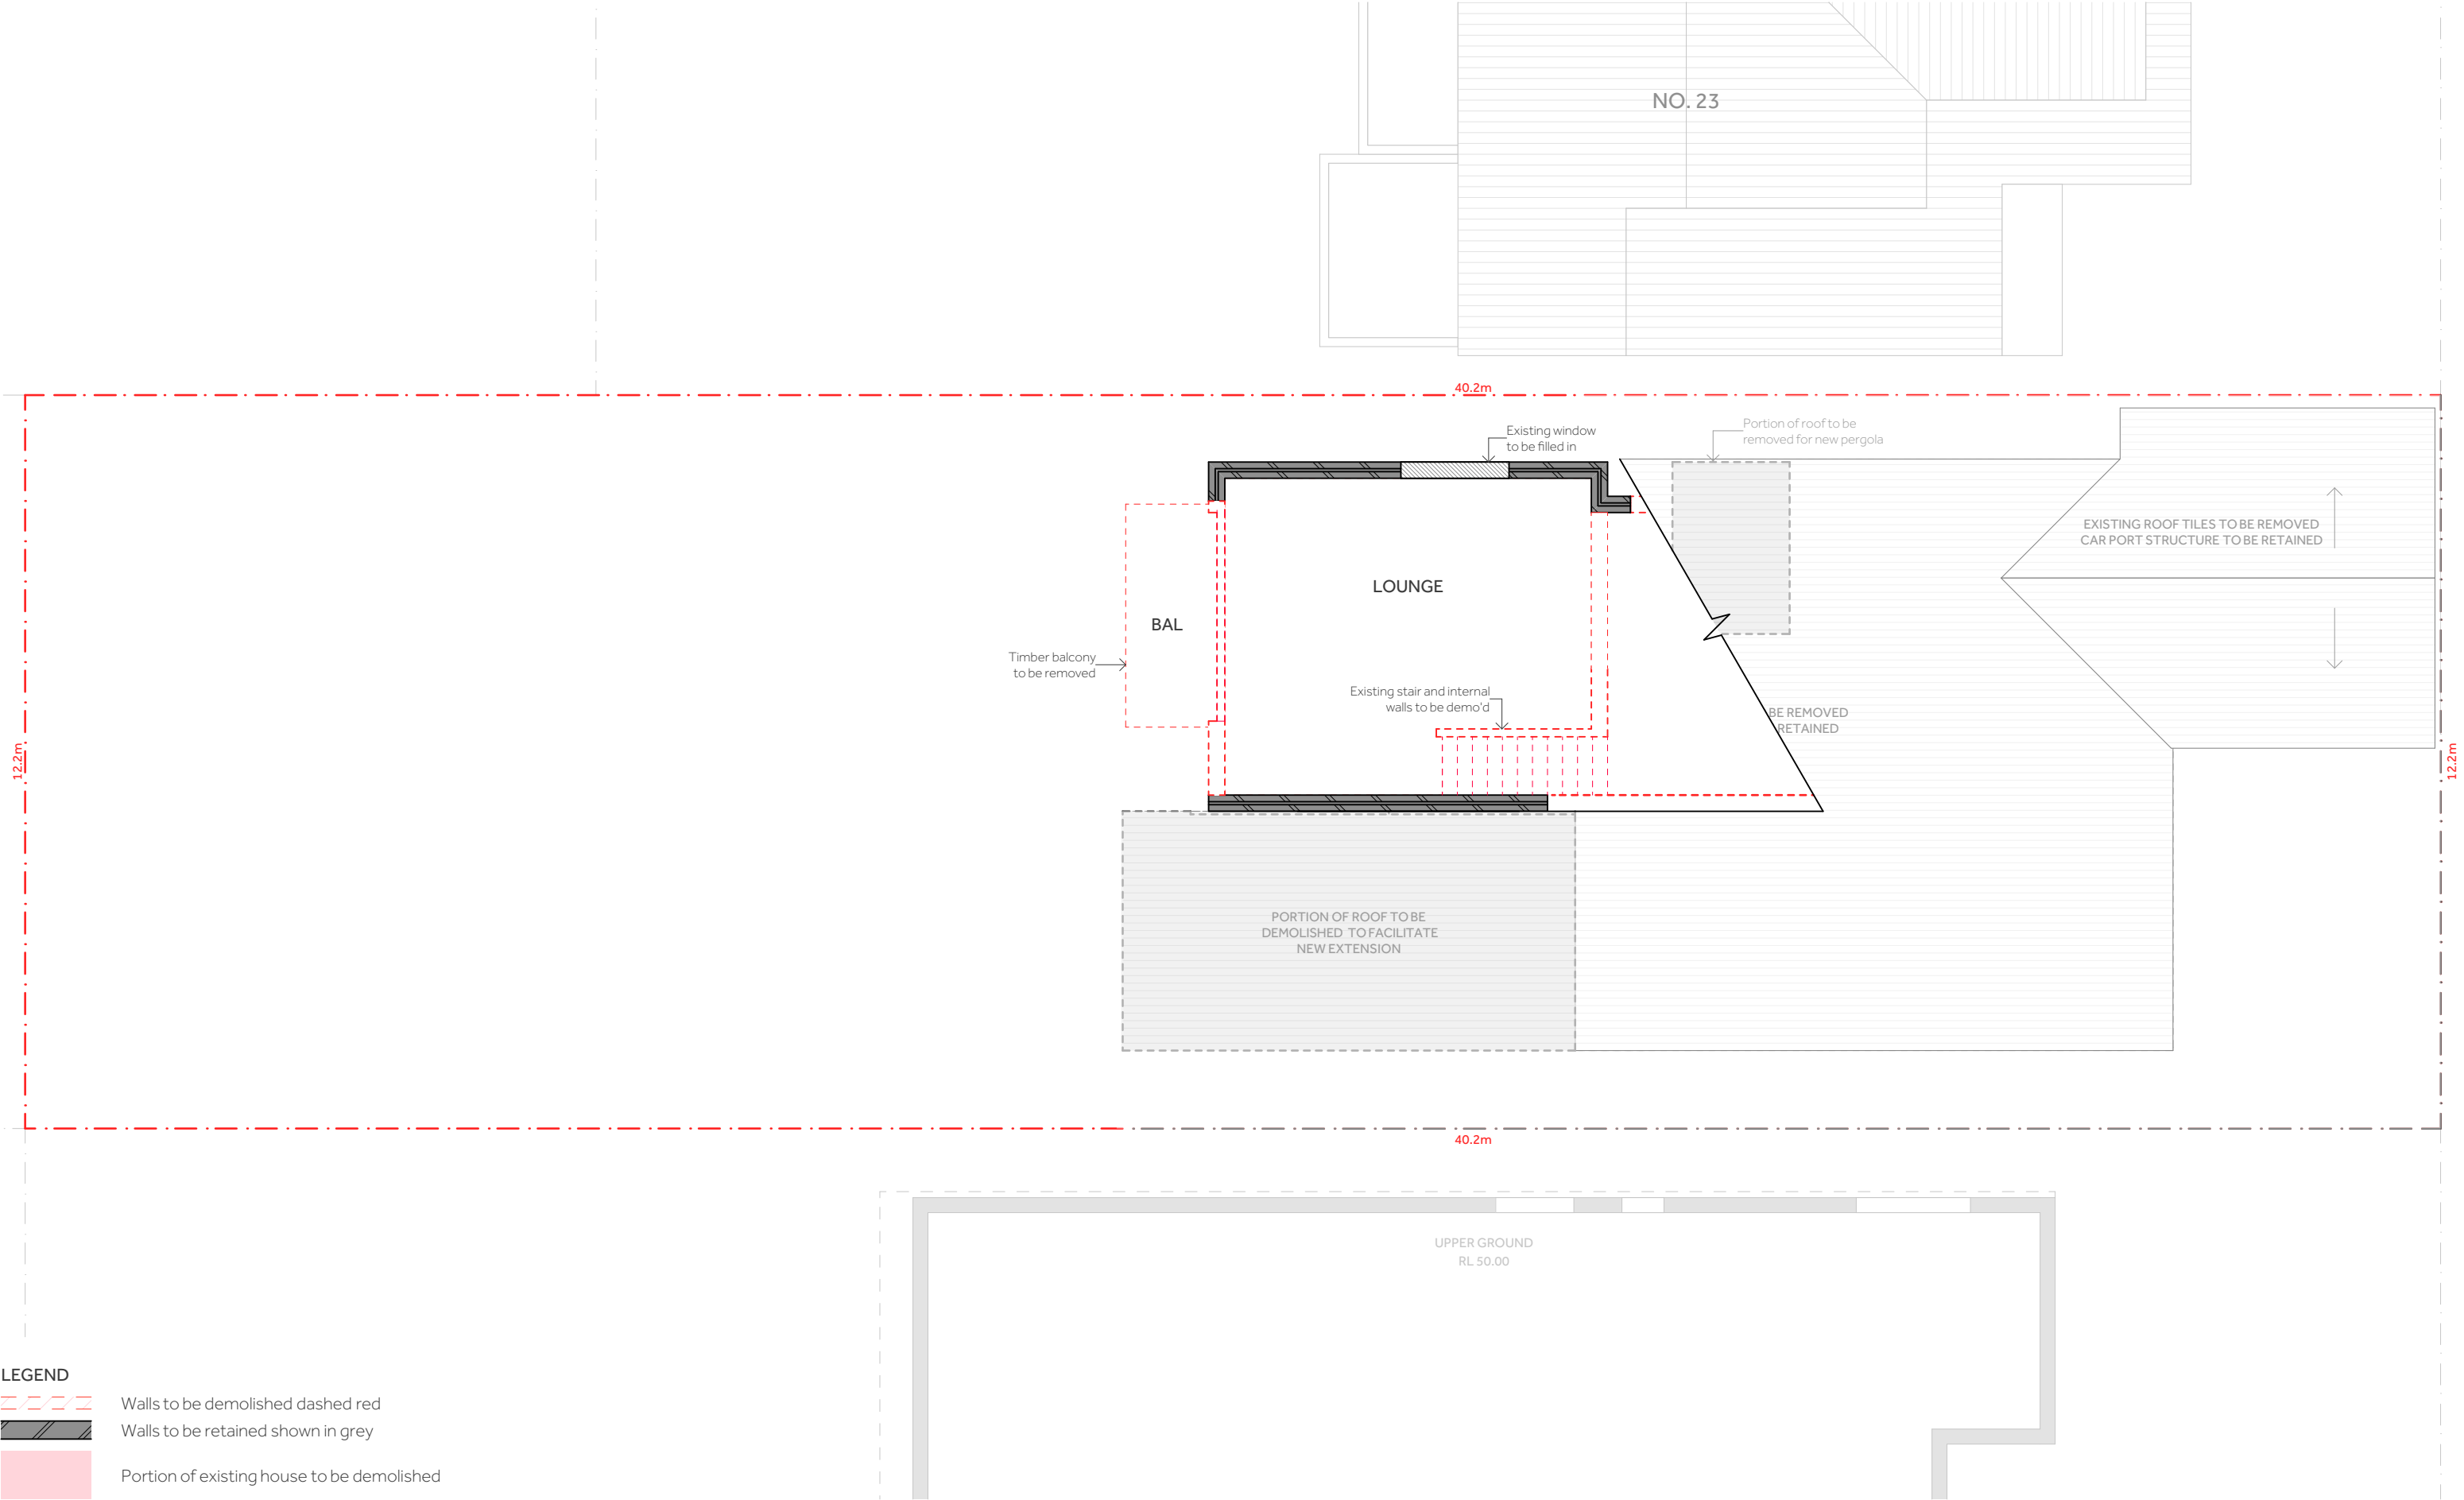 NO. 23
40.2m
Existing window
to be filled in
Portion of roof to be
removed for new pergola
EXISTING ROOF TILES TO BE REMOVED
CAR PORT STRUCTURE TO BE RETAINED
LOUNGE
BAL
Timber balcony
to be removed
Existing stair and internal
walls to be demo'd
BE REMOVED
RETAINED
12.2m
12.2m
PORTION OF ROOF TO BE
DEMOLISHED TO FACILITATE
NEW EXTENSION
40.2m
UPPER GROUND
RL 50.00
LEGEND
Walls to be demolished dashed red
Walls to be retained shown in grey
Portion of existing house to be demolished